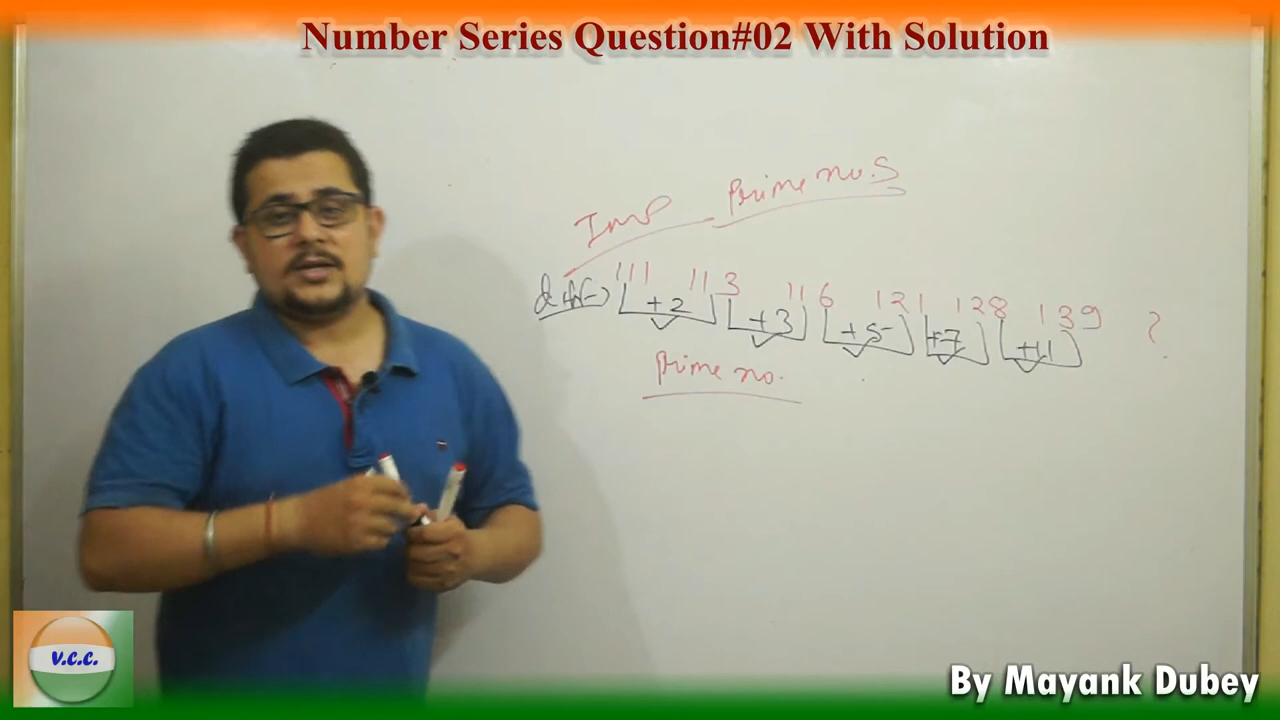 Number Series Question#02 With Solution
Imp Prime no.s
111 113 116 121 128 139 ?
+2 +3 +5 +7 +11
Prime no.
V.C.C.
By Mayank Dubey